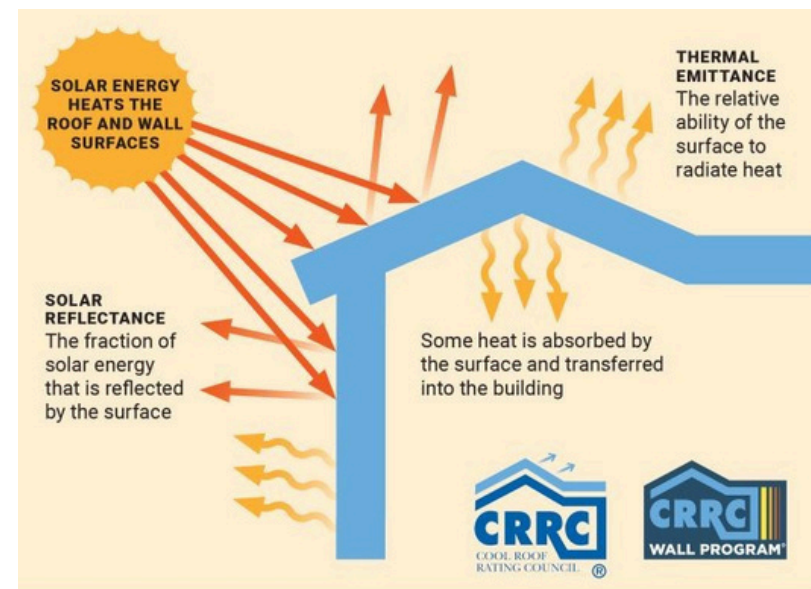 SOLAR ENERGY
HEATS THE
ROOF AND WALL
SURFACES
THERMAL
EMITTANCE
The relative
ability of the
surface to
radiate heat
SOLAR
REFLECTANCE
The fraction of
solar energy
that is reflected
by the surface
Some heat is absorbed by
the surface and transferred
into the building
CRRC
COOL ROOF
RATING COUNCIL ®
CRRC
WALL PROGRAM®